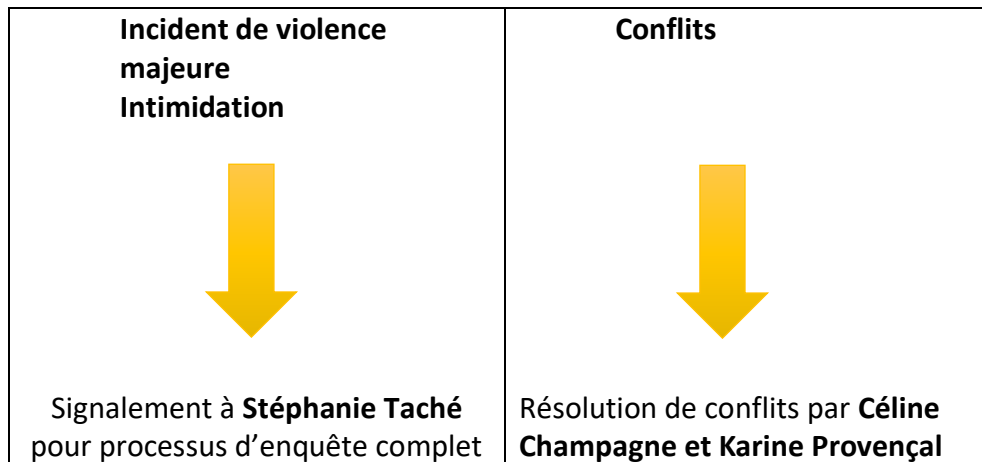 Incident de violence
majeure
Intimidation
Signalement à Stéphanie Taché
pour processus d'enquête complet
Conflits
Résolution de conflits par Céline
Champagne et Karine Provençal